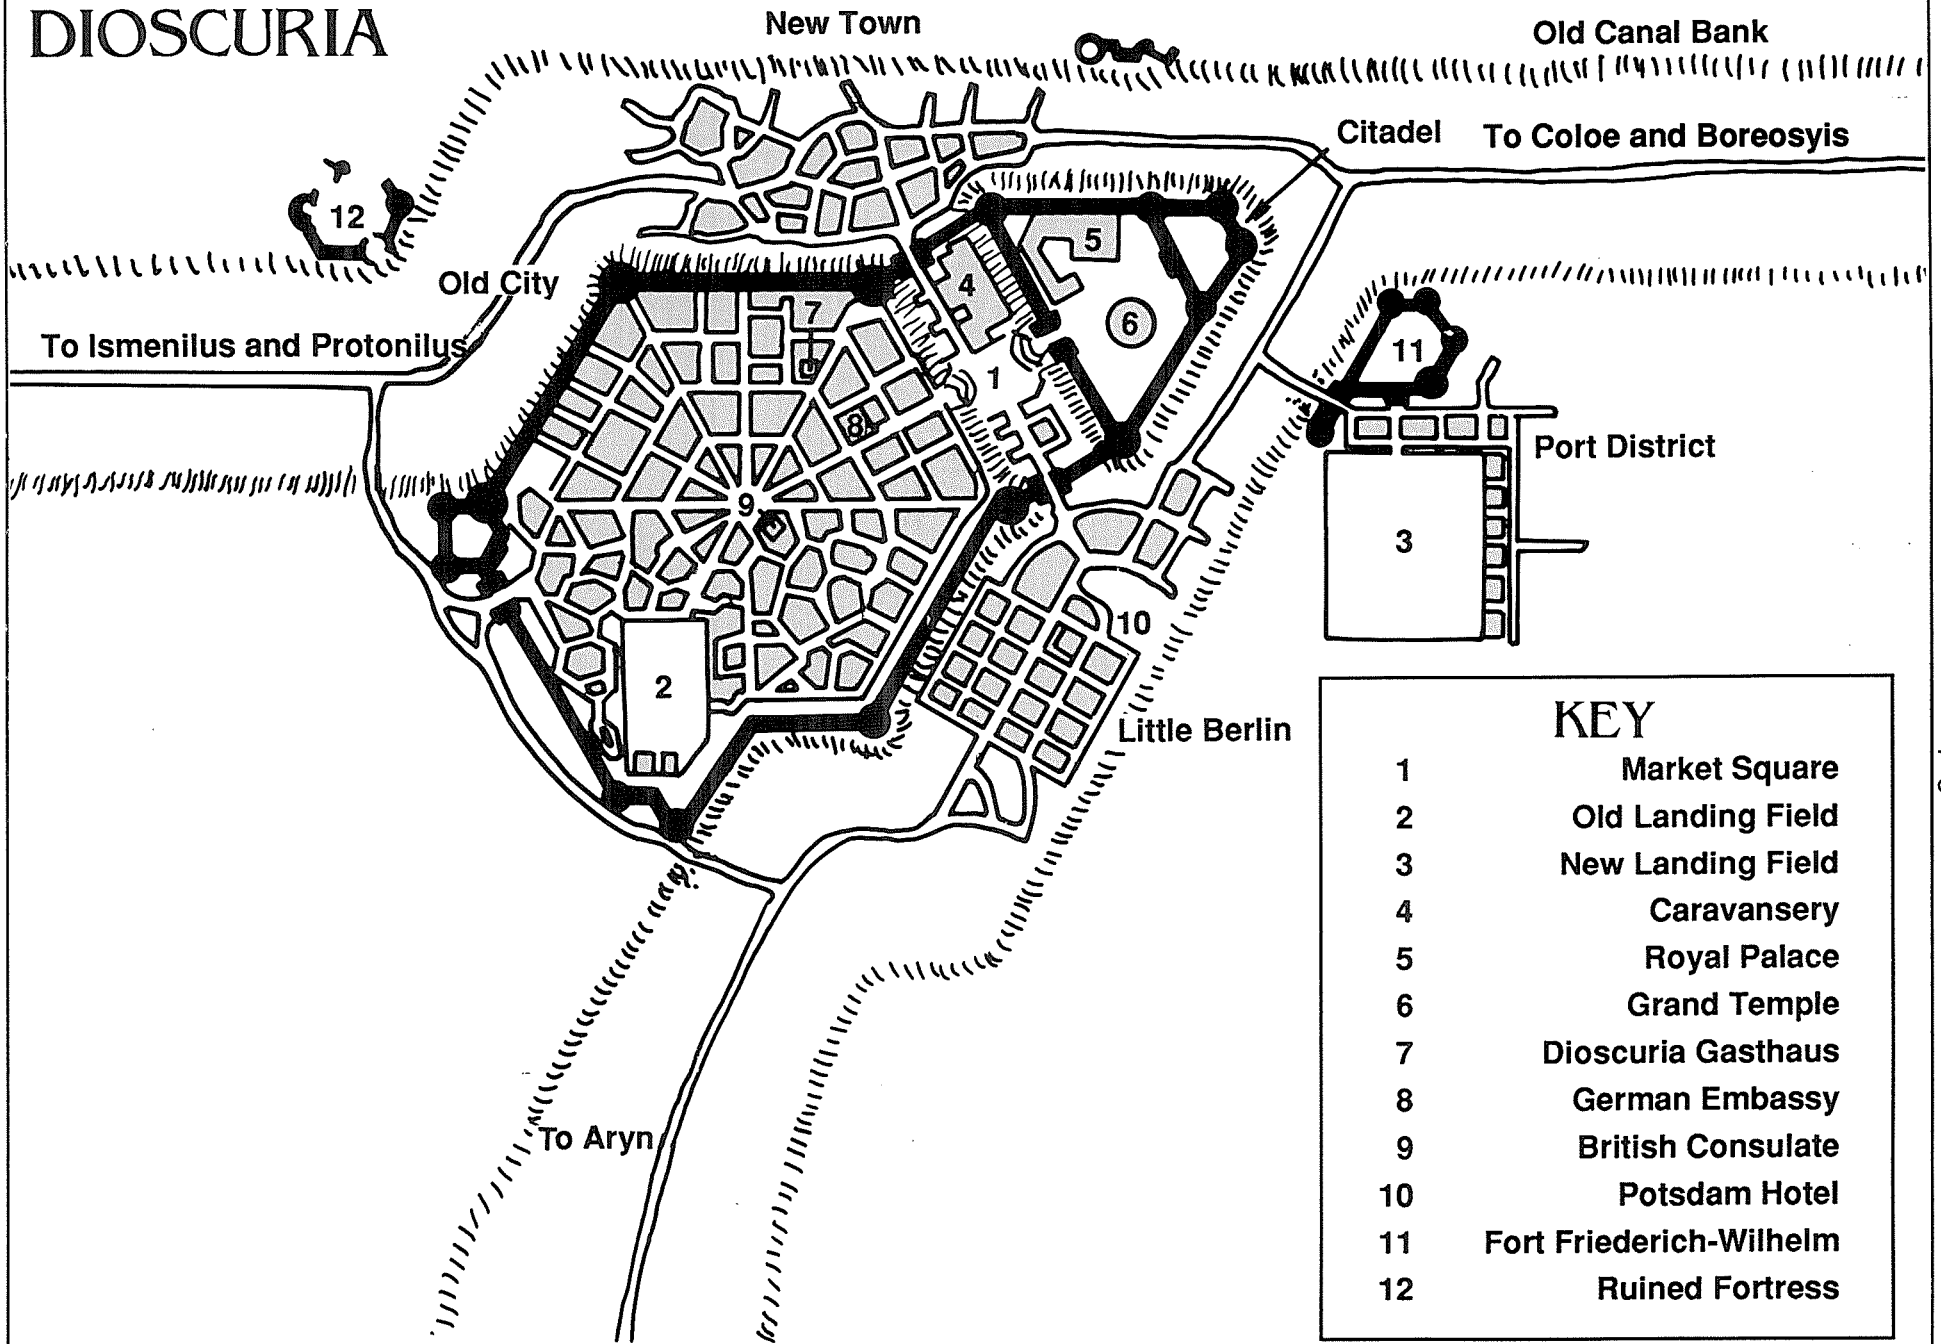 DIOSCURIA
New Town
Old Canal Bank
Citadel
To Coloe and Boreosyis
12
5
Old City
4
7
6
To Ismenilus and Protonilus
11
1
8
Port District
9
3
10
2
Little Berlin
To Aryn
KEY
1 Market Square
2 Old Landing Field
3 New Landing Field
4 Caravansery
5 Royal Palace
6 Grand Temple
7 Dioscuria Gasthaus
8 German Embassy
9 British Consulate
10 Potsdam Hotel
11 Fort Friederich-Wilhelm
12 Ruined Fortress